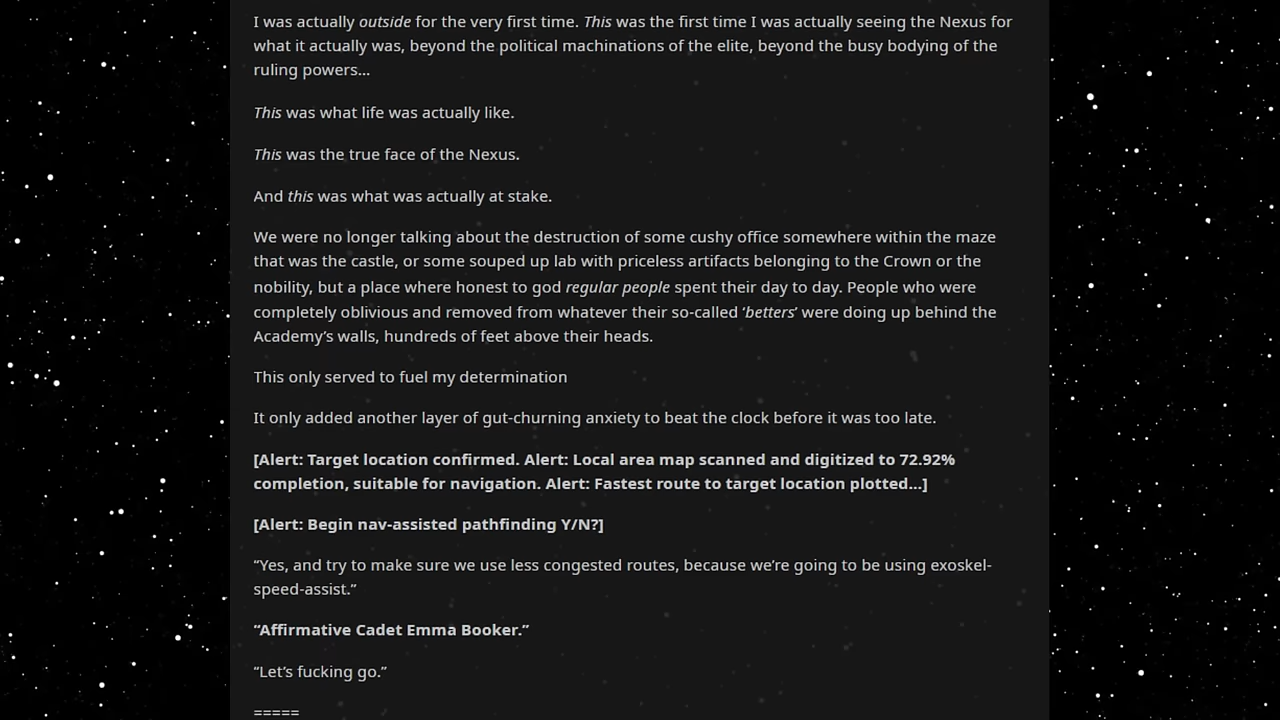 I was actually outside for the very first time. This was the first time I was actually seeing the Nexus for
what it actually was, beyond the political machinations of the elite, beyond the busy bodying of the
ruling powers...
This was what life was actually like.
This was the true face of the Nexus.
And this was what was actually at stake.
We were no longer talking about the destruction of some cushy office somewhere within the maze
that was the castle, or some souped up lab with priceless artifacts belonging to the Crown or the
nobility, but a place where honest to god regular people spent their day to day. People who were
completely oblivious and removed from whatever their so-called ‘betters’ were doing up behind the
Academy’s walls, hundreds of feet above their heads.
This only served to fuel my determination
It only added another layer of gut-churning anxiety to beat the clock before it was too late.
[Alert: Target location confirmed. Alert: Local area map scanned and digitized to 72.92%
completion, suitable for navigation. Alert: Fastest route to target location plotted…]
[Alert: Begin nav-assisted pathfinding Y/N?]
“Yes, and try to make sure we use less congested routes, because we’re going to be using exoskel-
speed-assist.”
“Affirmative Cadet Emma Booker.”
“Let’s fucking go.”
=====